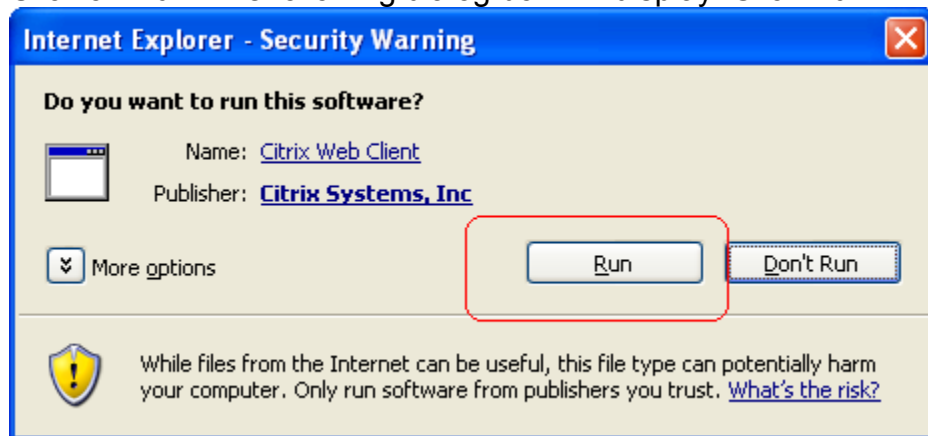 Internet Explorer - Security Warning
Do you want to run this software?
Name: Citrix Web Client
Publisher: Citrix Systems, Inc
More options Run Don't Run
While files from the Internet can be useful, this file type can potentially harm
your computer. Only run software from publishers you trust. What's the risk?